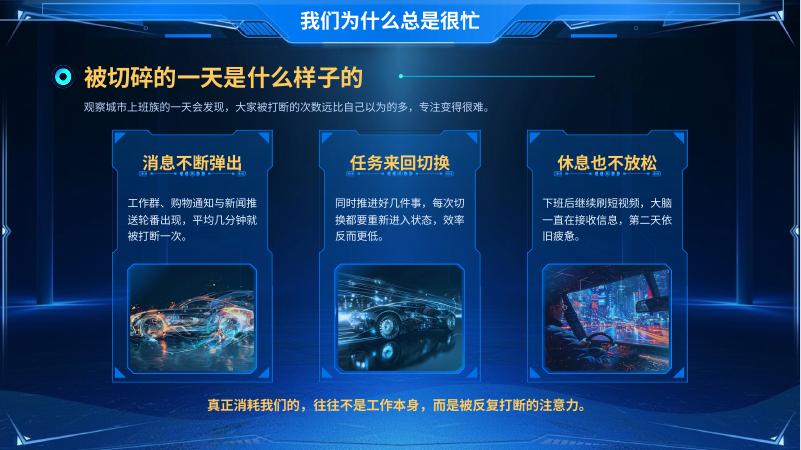 我们为什么总是很忙
被切碎的一天是什么样子的
观察城市上班族的一天会发现，大家被打断的次数远比自己以为的多，专注变得很难。
消息不断弹出
工作群、购物通知与新闻推
送轮番出现，平均几分钟就
被打断一次。
任务来回切换
同时推进好几件事，每次切
换都要重新进入状态，效率
反而更低。
休息也不放松
下班后继续刷短视频，大脑
一直在接收信息，第二天依
旧疲惫。
真正消耗我们的，往往不是工作本身，而是被反复打断的注意力。